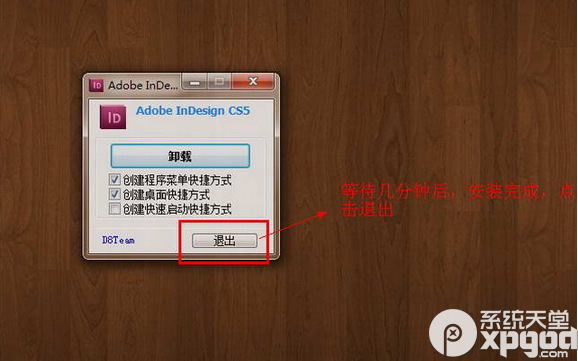 Adobe InDe...
Adobe InDesign CS5
卸载
创建程序菜单快捷方式
创建桌面快捷方式
创建快速启动快捷方式
D8Team
退出
等待几分钟后，安装完成，点
击退出
系统天堂
xpgod.com